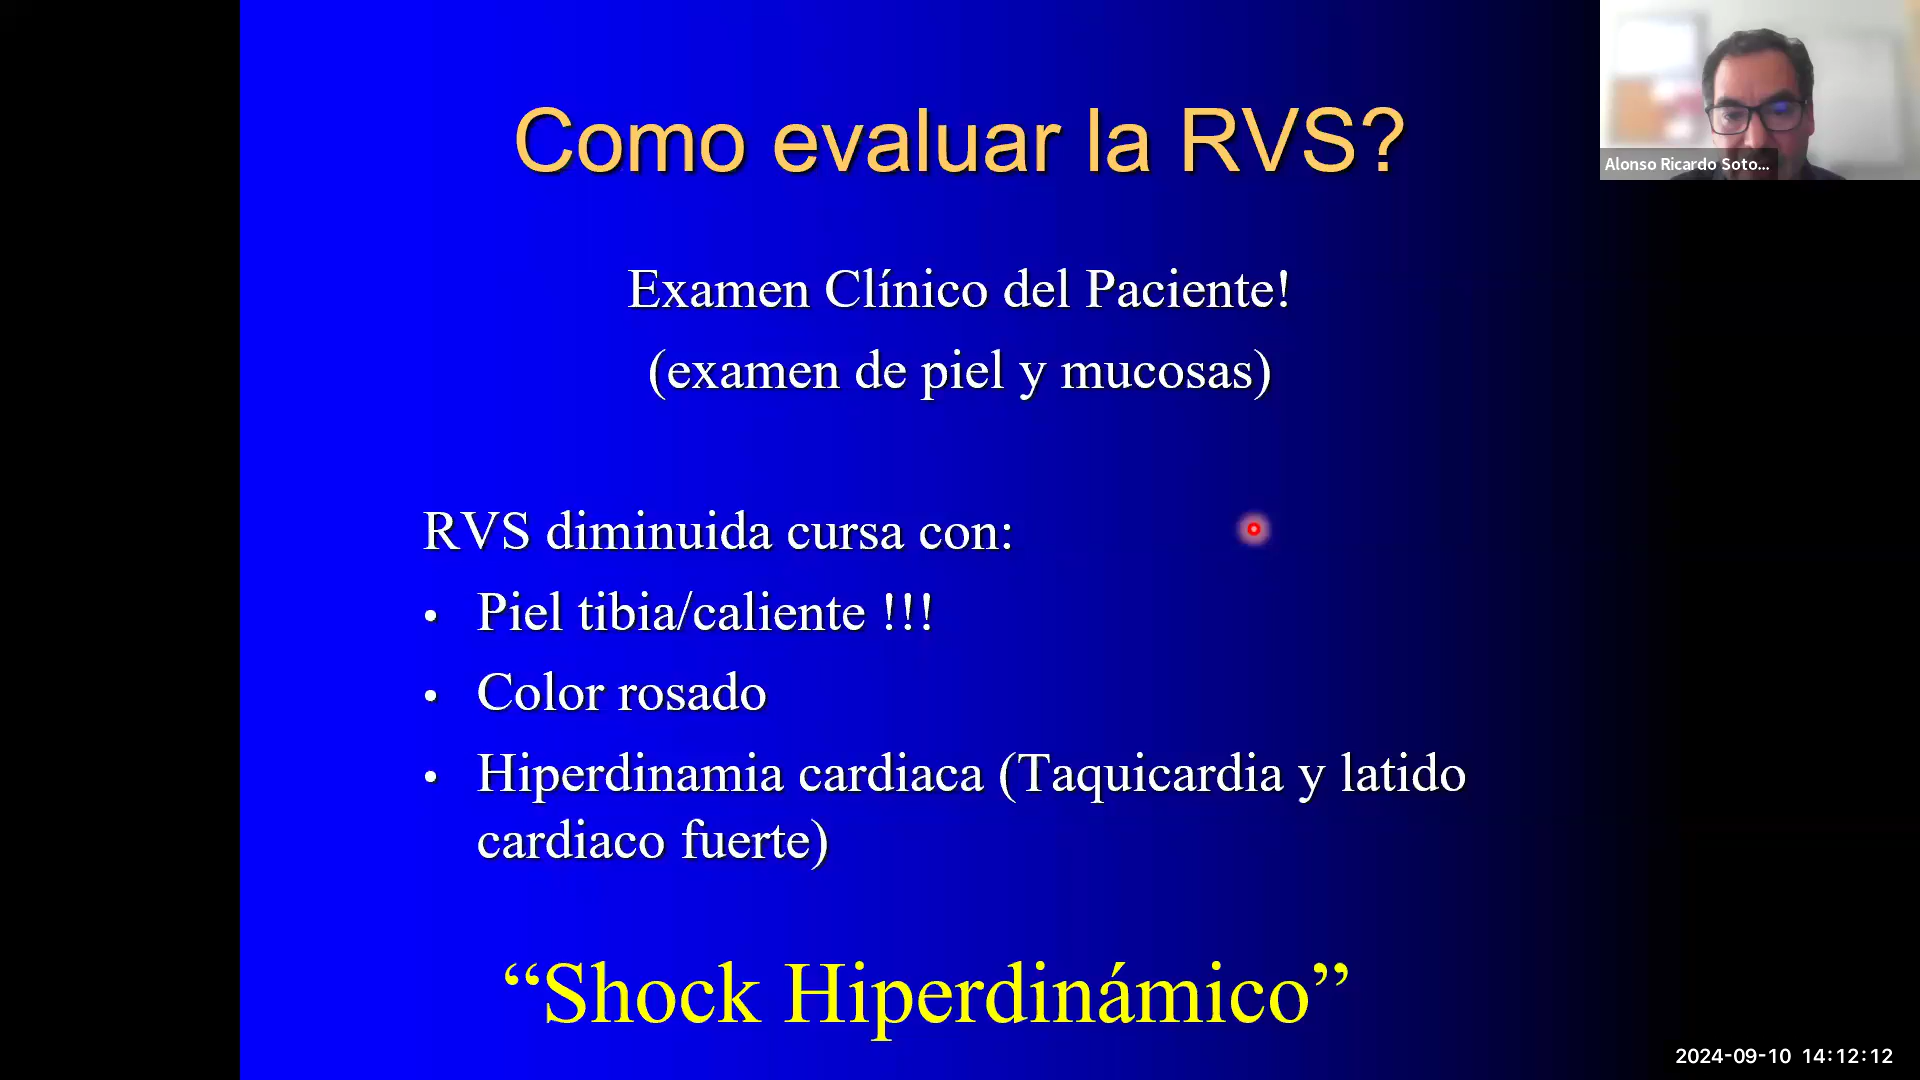 Como evaluar la RVS?
Alonso Ricardo Soto...
Examen Clínico del Paciente!
(examen de piel y mucosas)
RVS diminuida cursa con:
• Piel tibia/caliente !!!
• Color rosado
• Hiperdinamia cardiaca (Taquicardia y latido
cardiaco fuerte)
“Shock Hiperdinámico”
2024-09-10 14:12:12